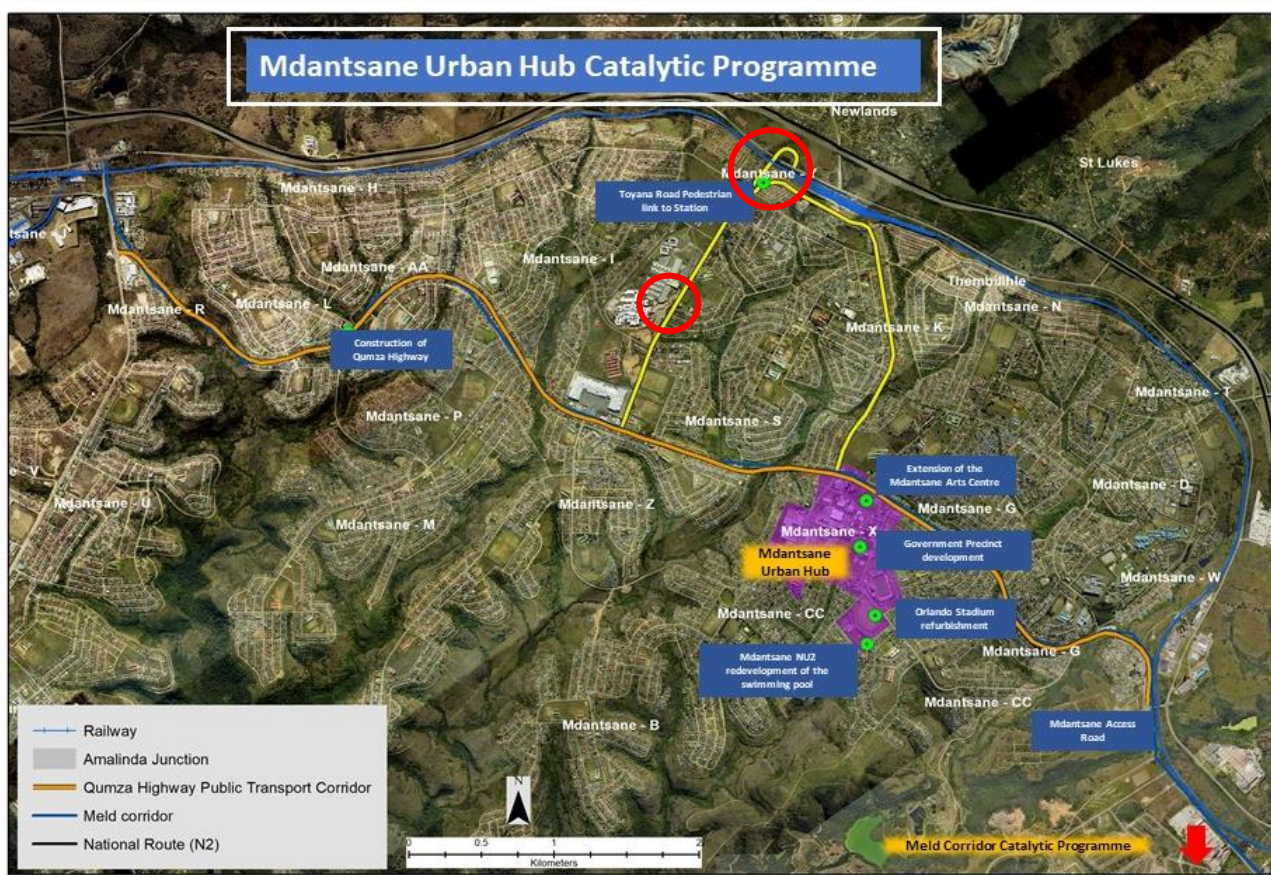 Mdantsane Urban Hub Catalytic Programme
Newlands
St Lukes
Mdantsane - H
Toyana Road Pedestrian
link to Station
Mdantsane - I
Mdantsane - AA
Mdantsane - L
Mdantsane - R
Construction of
Qumza Highway
Thembilihle
Mdantsane - N
Mdantsane - K
Mdantsane - T
Mdantsane - P
Mdantsane - S
Mdantsane - U
Mdantsane - M
Mdantsane - Z
Extension of the
Mdantsane Arts Centre
Mdantsane - D
Mdantsane - G
Mdantsane - X
Mdantsane
Urban Hub
Government Precinct
development
Mdantsane - W
Mdantsane - CC
Orlando Stadium
refurbishment
Mdantsane - G
Mdantsane NU2
redevelopment of the
swimming pool
Mdantsane - CC
Mdantsane - B
Mdantsane Access
Road
Railway
Amalinda Junction
Qumza Highway Public Transport Corridor
Meld corridor
National Route (N2)
N
0 0.5 1 2
Kilometers
Meld Corridor Catalytic Programme